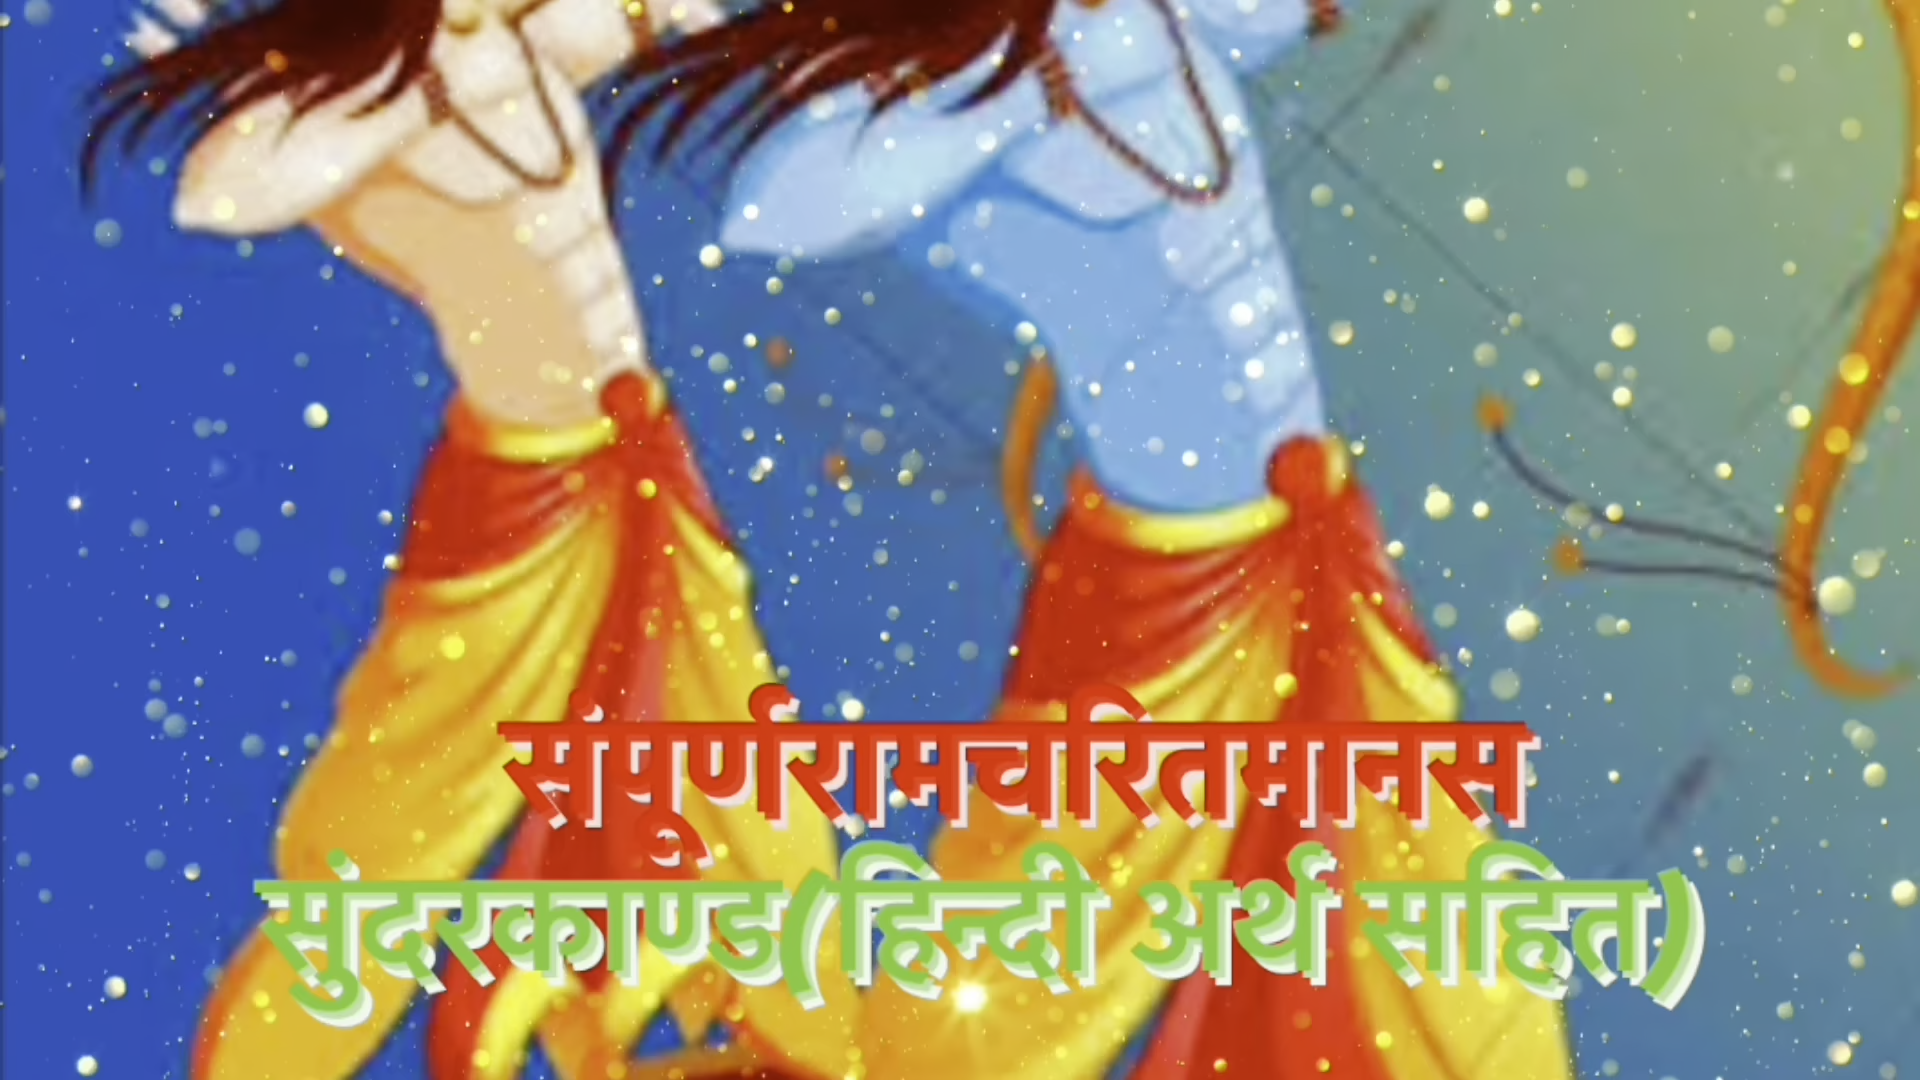 संपूर्णरामचरितमानस
सुंदरकाण्ड(हिन्दी अर्थ सहित)